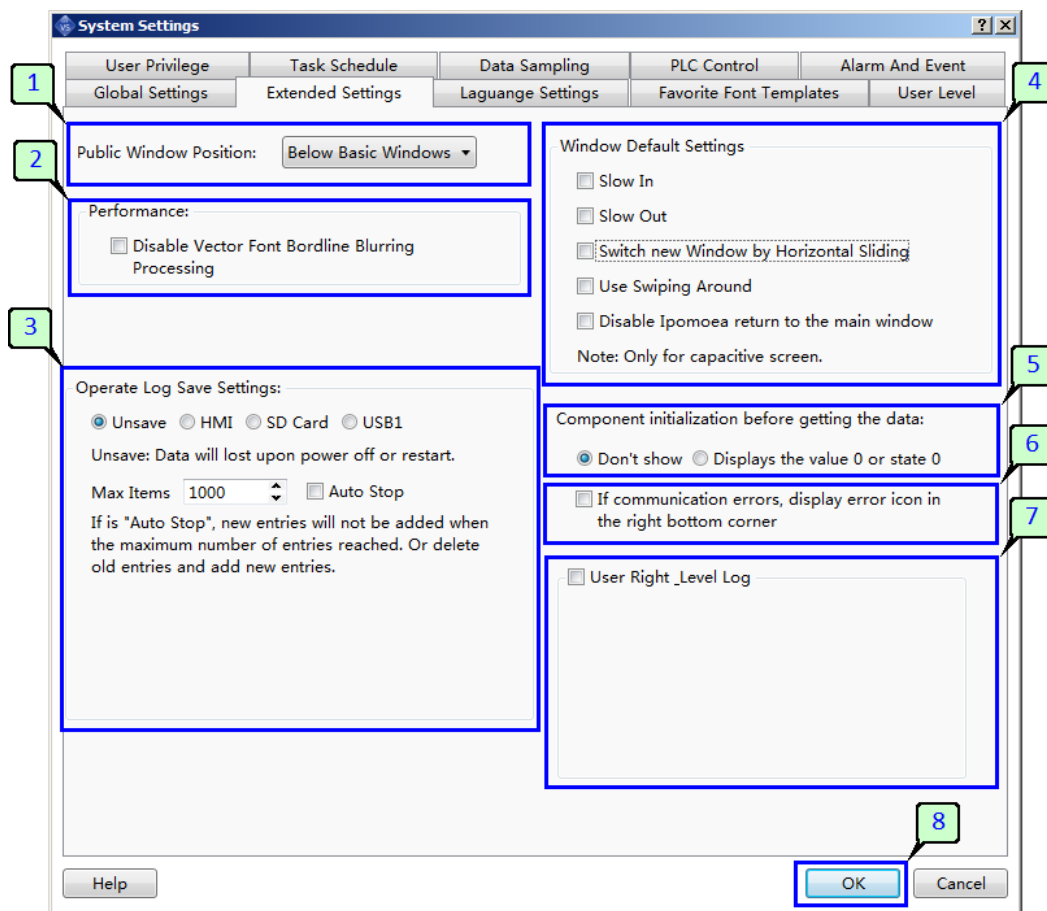 System Settings
User Privilege
Task Schedule
Data Sampling
PLC Control
Alarm And Event
Global Settings
Extended Settings
Laguange Settings
Favorite Font Templates
User Level
1
Public Window Position:
Below Basic Windows
2
Performance:
Disable Vector Font Bordline Blurring
Processing
3
Operate Log Save Settings:
Unsave
HMI
SD Card
USB1
Unsave: Data will lost upon power off or restart.
Max Items
1000
Auto Stop
If is "Auto Stop", new entries will not be added when
the maximum number of entries reached. Or delete
old entries and add new entries.
4
Window Default Settings
Slow In
Slow Out
Switch new Window by Horizontal Sliding
Use Swiping Around
Disable Ipomoea return to the main window
Note: Only for capacitive screen.
5
Component initialization before getting the data:
Don't show
Displays the value 0 or state 0
6
If communication errors, display error icon in
the right bottom corner
7
User Right _Level Log
8
Help
OK
Cancel